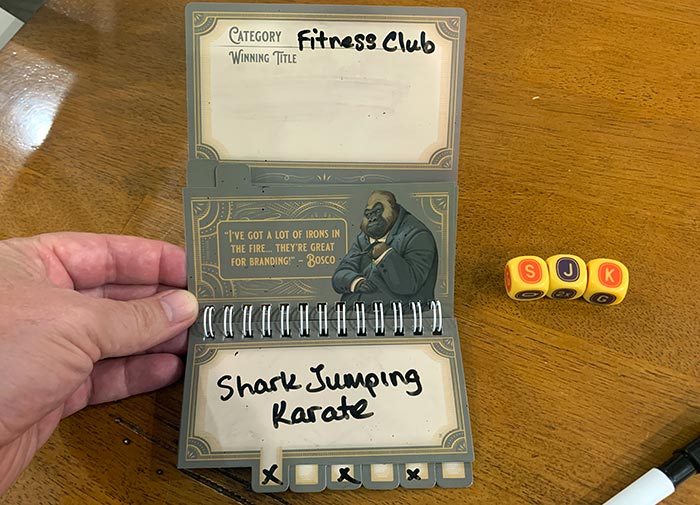 Category Fitness Club
Winning Title
"I've got a lot of irons in
the fire... they're great
for branding!" – Bosco
S J K
G
Shark Jumping
Karate
X X X